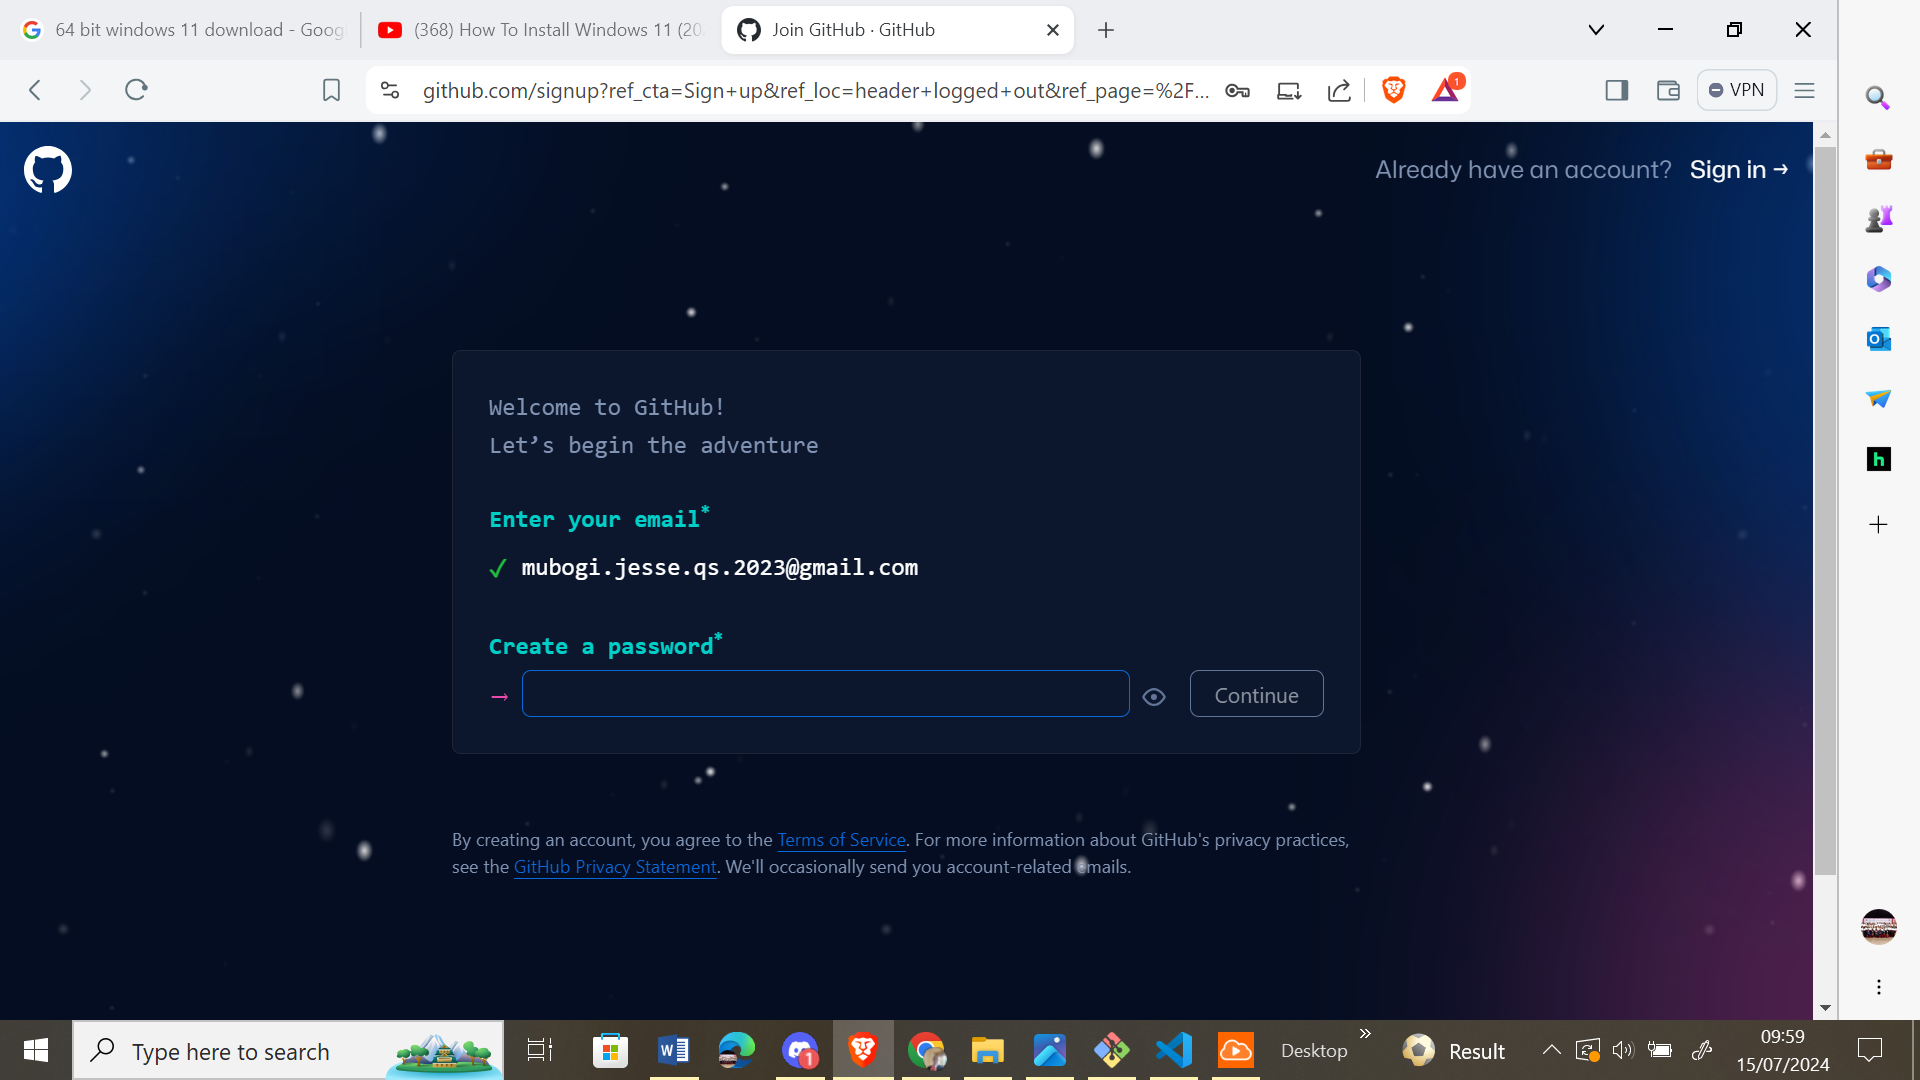 64 bit windows 11 download - Goog
(368) How To Install Windows 11 (20
Join GitHub · GitHub
github.com/signup?ref_cta=Sign+up&ref_loc=header+logged+out&ref_page=%2F...
1
VPN
Already have an account? Sign in →
Welcome to GitHub!
Let’s begin the adventure
Enter your email*
✓ mubogi.jesse.qs.2023@gmail.com
Create a password*
→
Continue
By creating an account, you agree to the Terms of Service. For more information about GitHub's privacy practices,
see the GitHub Privacy Statement. We'll occasionally send you account-related emails.
Type here to search
1
Desktop
Result
09:59
15/07/2024